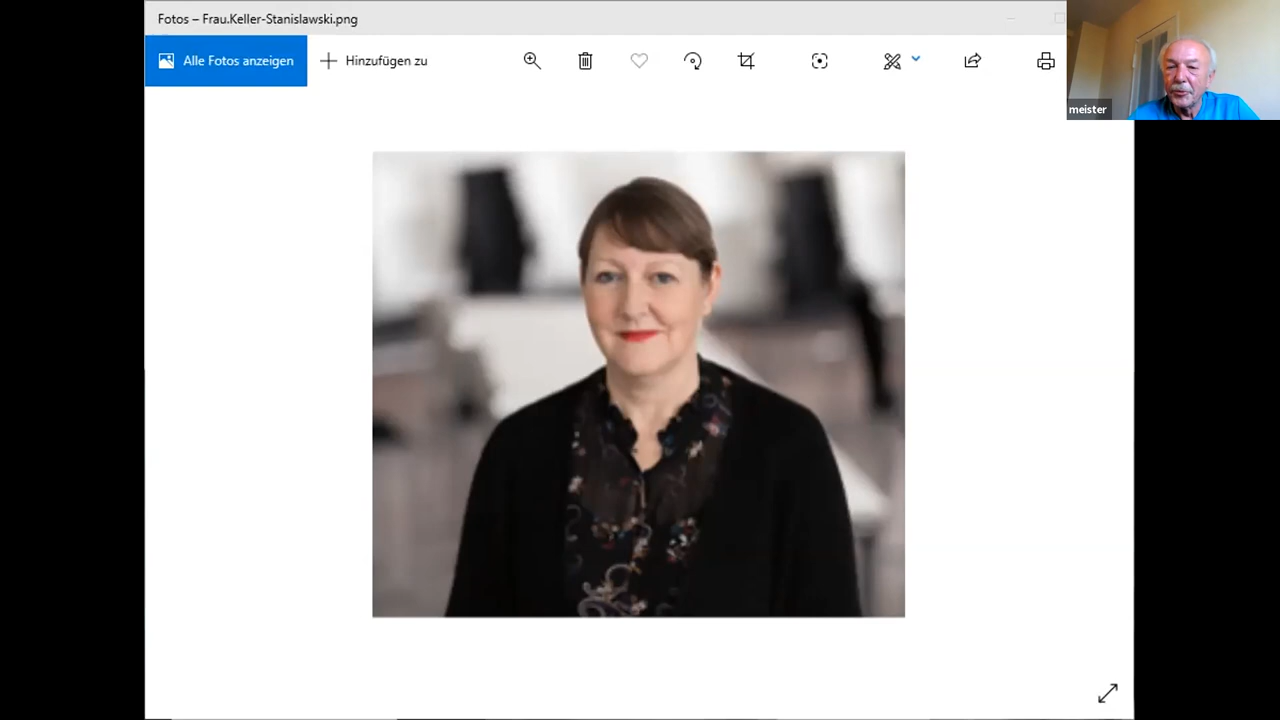 Fotos – Frau.Keller-Stanislawski.png
Alle Fotos anzeigen
Hinzufügen zu
meister